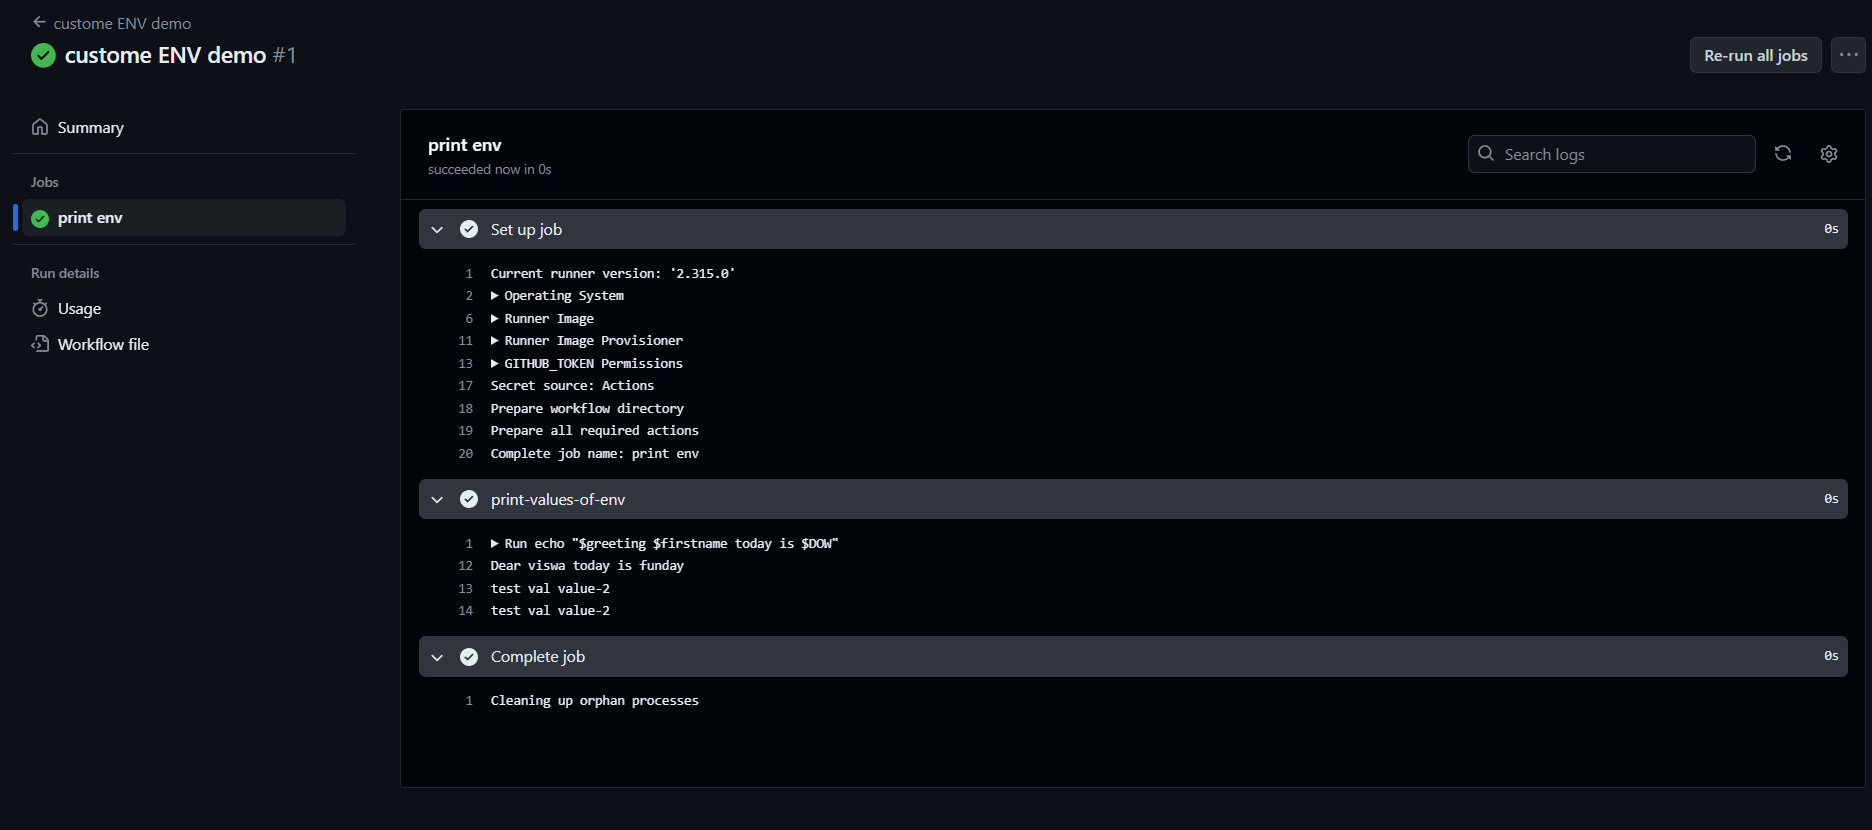 custome ENV demo
custome ENV demo #1
Re-run all jobs
Summary
Jobs
print env
Run details
Usage
Workflow file
print env
succeeded now in 0s
Search logs
Set up job 0s
1 Current runner version: '2.315.0'
2 Operating System
6 Runner Image
11 Runner Image Provisioner
13 GITHUB_TOKEN Permissions
17 Secret source: Actions
18 Prepare workflow directory
19 Prepare all required actions
20 Complete job name: print env
print-values-of-env 0s
1 Run echo "$greeting $firstname today is $DOW"
12 Dear viswa today is funday
13 test val value-2
14 test val value-2
Complete job 0s
1 Cleaning up orphan processes